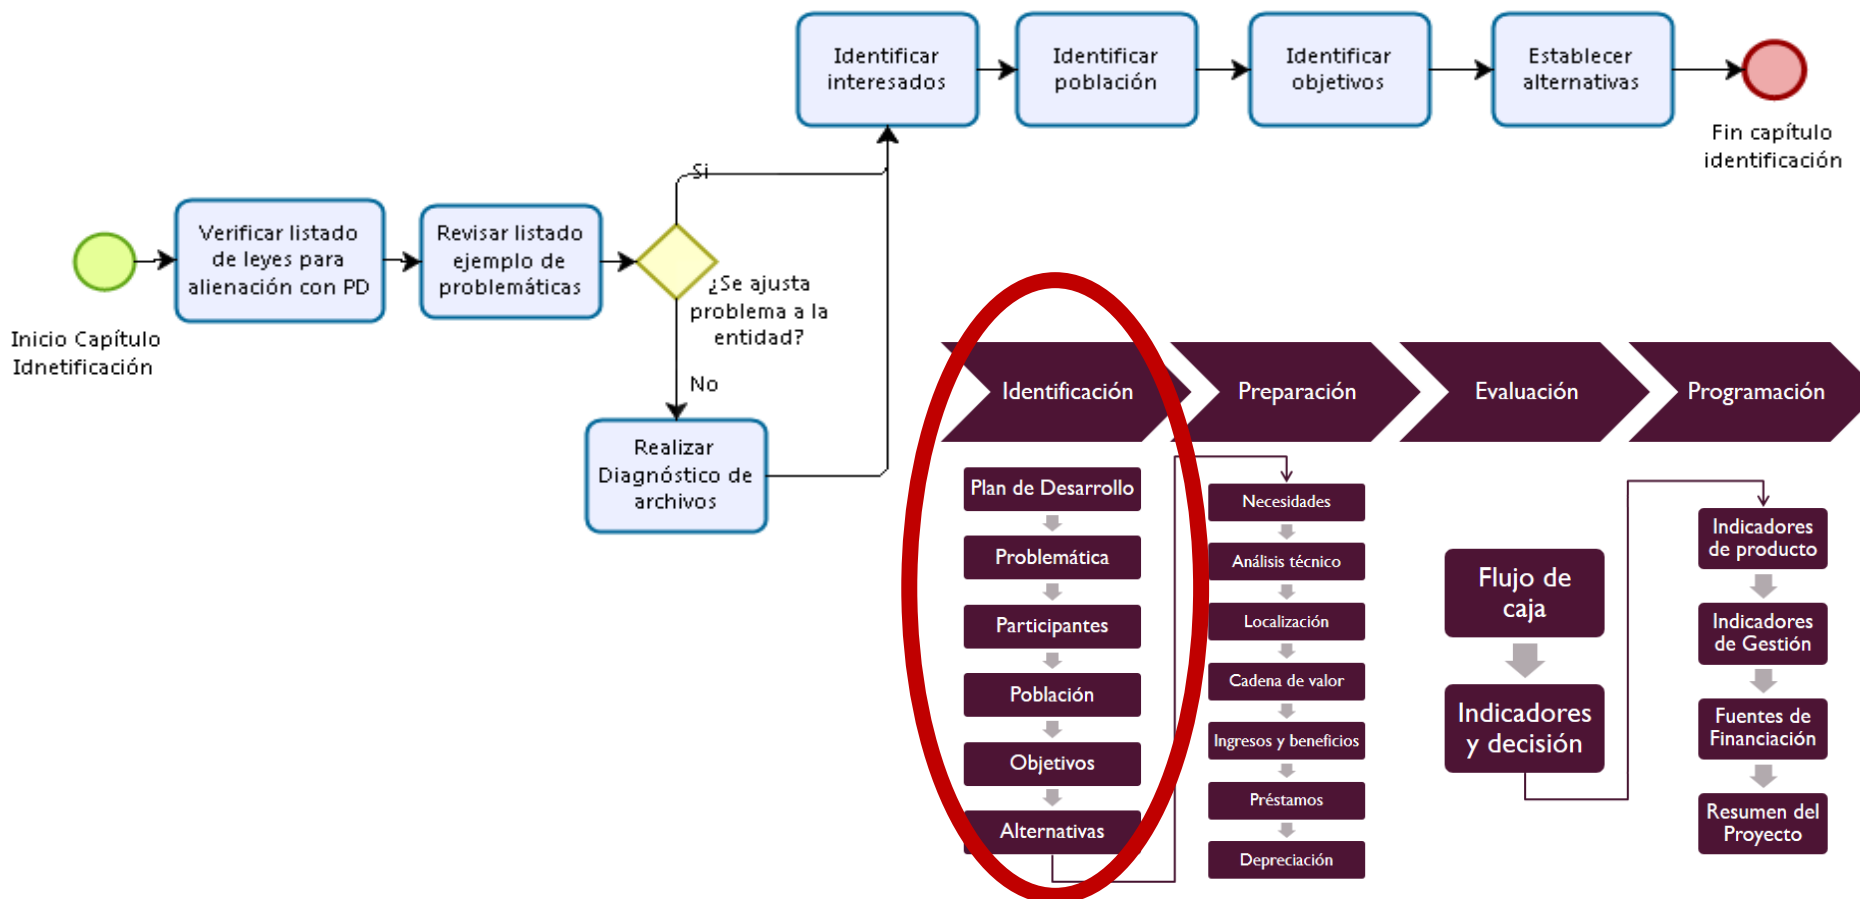 Identificar
interesados
Identificar
población
Identificar
objetivos
Establecer
alternativas
Fin capítulo
identificación
Si
Verificar listado
de leyes para
alienación con PD
Revisar listado
ejemplo de
problemáticas
¿Se ajusta
problema a la
entidad?
Inicio Capítulo
Idnetificación
No
Realizar
Diagnóstico de
archivos
Identificación
Preparación
Evaluación
Programación
Plan de Desarrollo
Problemática
Participantes
Población
Objetivos
Alternativas
Necesidades
Análisis técnico
Localización
Cadena de valor
Ingresos y beneficios
Préstamos
Depreciación
Flujo de
caja
Indicadores
y decisión
Indicadores
de producto
Indicadores
de Gestión
Fuentes de
Financiación
Resumen del
Proyecto